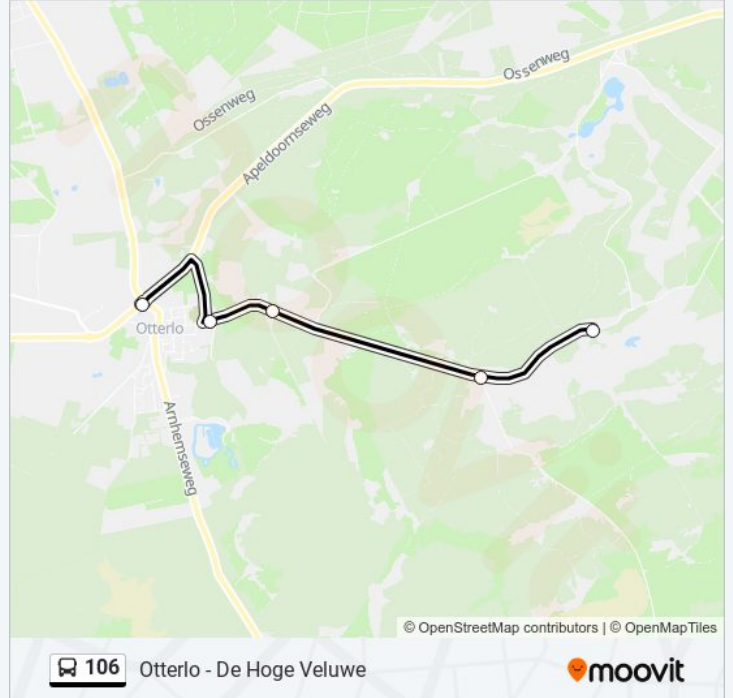 Ossenweg
Ossenweg
Apeldoornseweg
Otterlo
Arnhemseweg
© OpenStreetMap contributors | © OpenMapTiles
106 Otterlo - De Hoge Veluwe
moovit